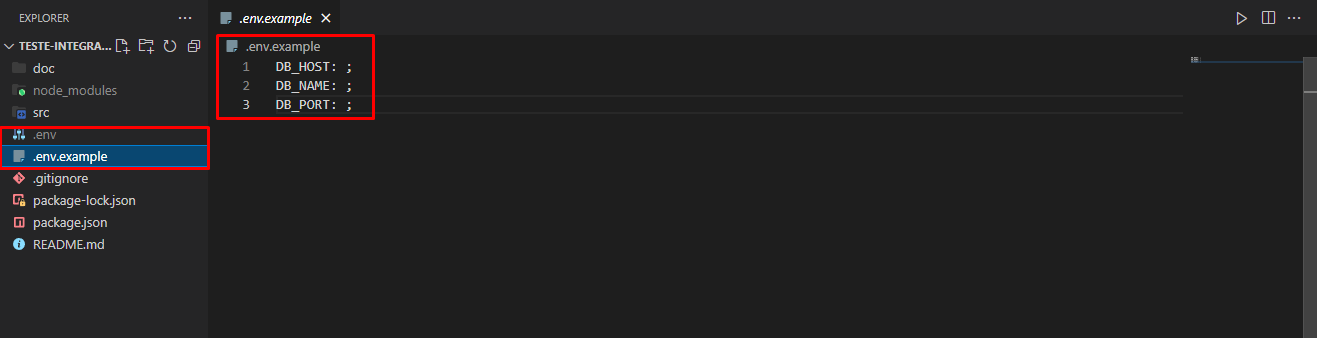 EXPLORER
TESTE-INTEGRA...
doc
node_modules
src
.env
.env.example
.gitignore
package-lock.json
package.json
README.md
.env.example
.env.example
1 DB_HOST: ;
2 DB_NAME: ;
3 DB_PORT: ;